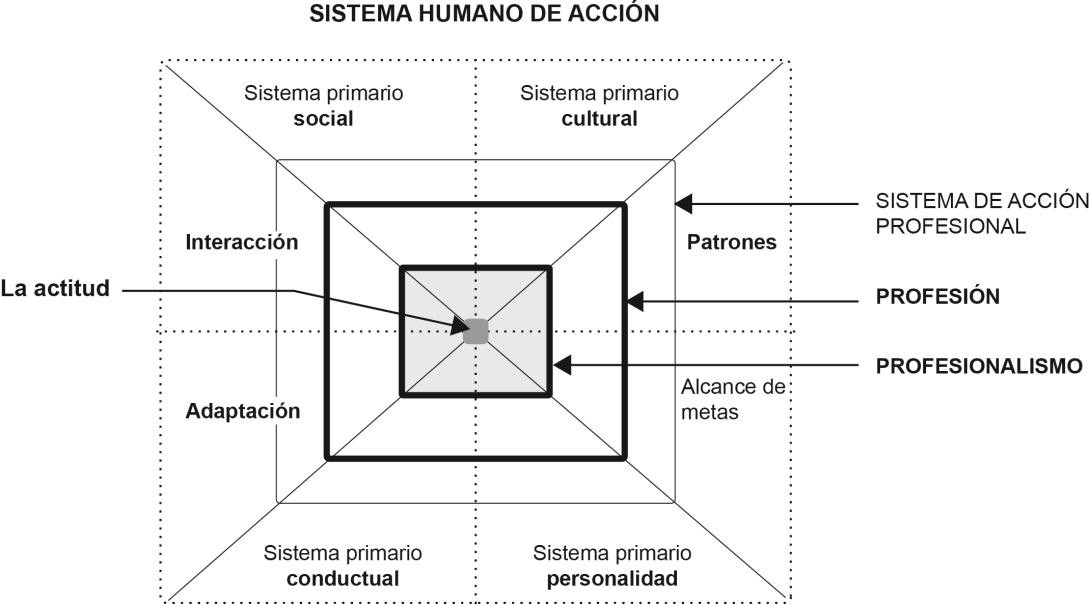 SISTEMA HUMANO DE ACCIÓN
Sistema primario
social
Sistema primario
cultural
SISTEMA DE ACCIÓN
PROFESIONAL
Interacción
Patrones
La actitud
PROFESIÓN
PROFESIONALISMO
Adaptación
Alcance de
metas
Sistema primario
conductual
Sistema primario
personalidad